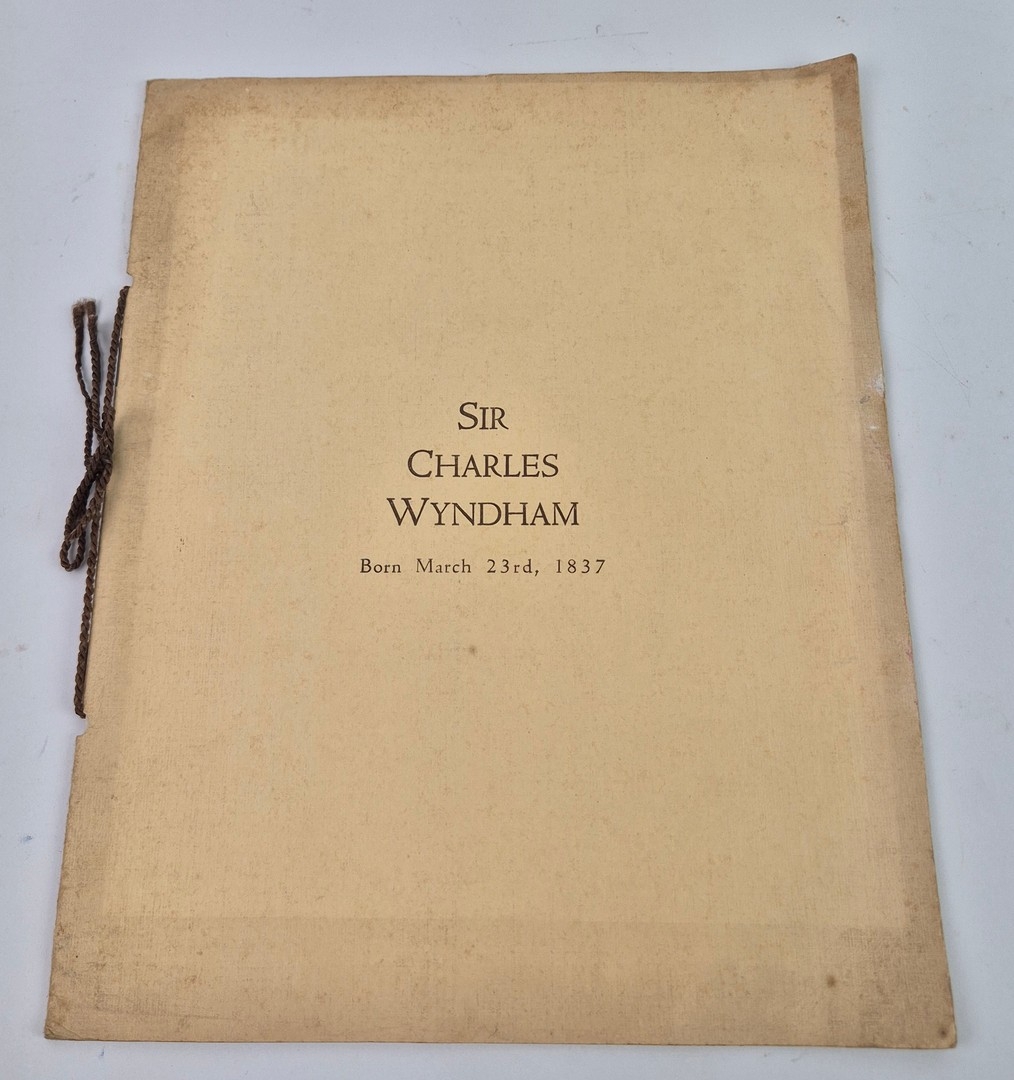 SIR
CHARLES
WYNDHAM
Born March 23rd, 1837